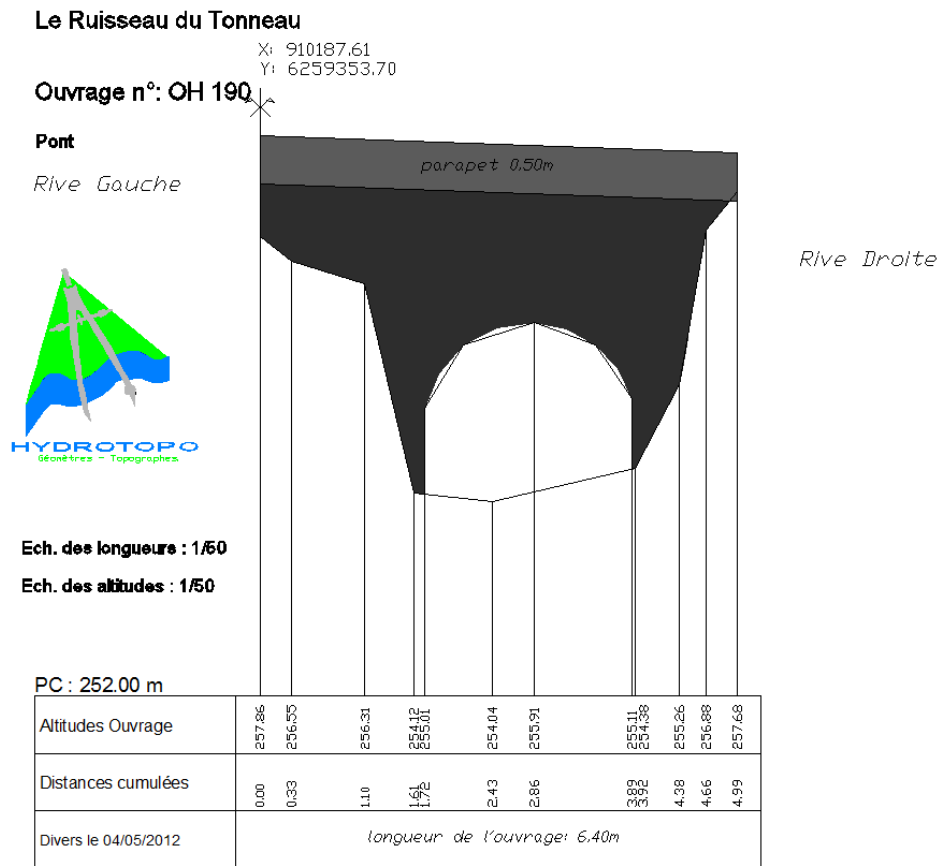 Le Ruisseau du Tonneau
X: 910187.61
Y: 6259353.70
Ouvrage n°: OH 190
Pont
parapet 0.50m
Rive Gauche
Rive Droite
HYDROTOPO
Géomètres - Topographes
Ech. des longueurs : 1/50
Ech. des altitudes : 1/50
PC : 252.00 m
Altitudes Ouvrage 257.86 256.55 256.31 254.12 255.01 254.04 255.91 255.11 254.38 255.26 256.88 257.68
Distances cumulées 0.00 0.33 1.10 1.61 1.72 2.43 2.86 3.89 3.92 4.38 4.66 4.99
Divers le 04/05/2012 longueur de l'ouvrage: 6.40m